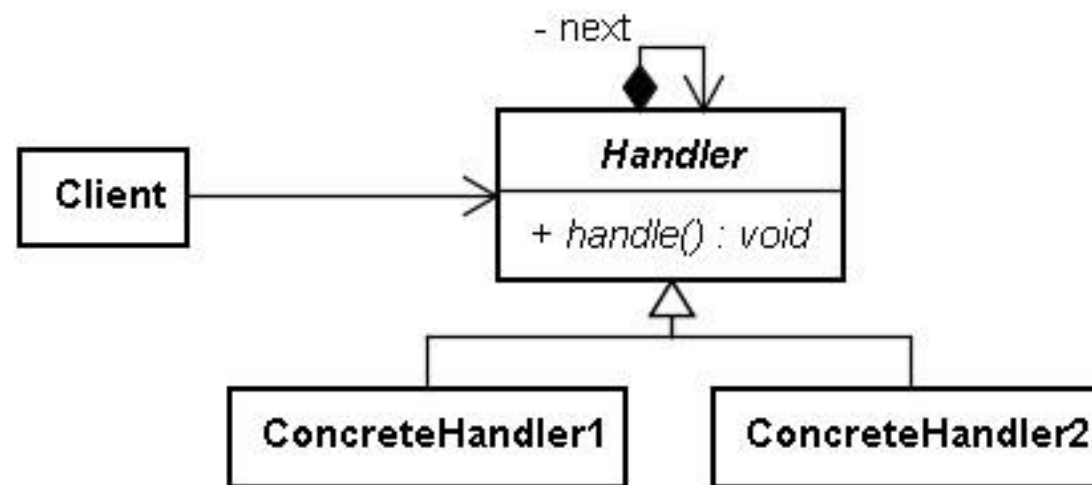 - next
Handler
Client
+ handle() : void
ConcreteHandler1
ConcreteHandler2